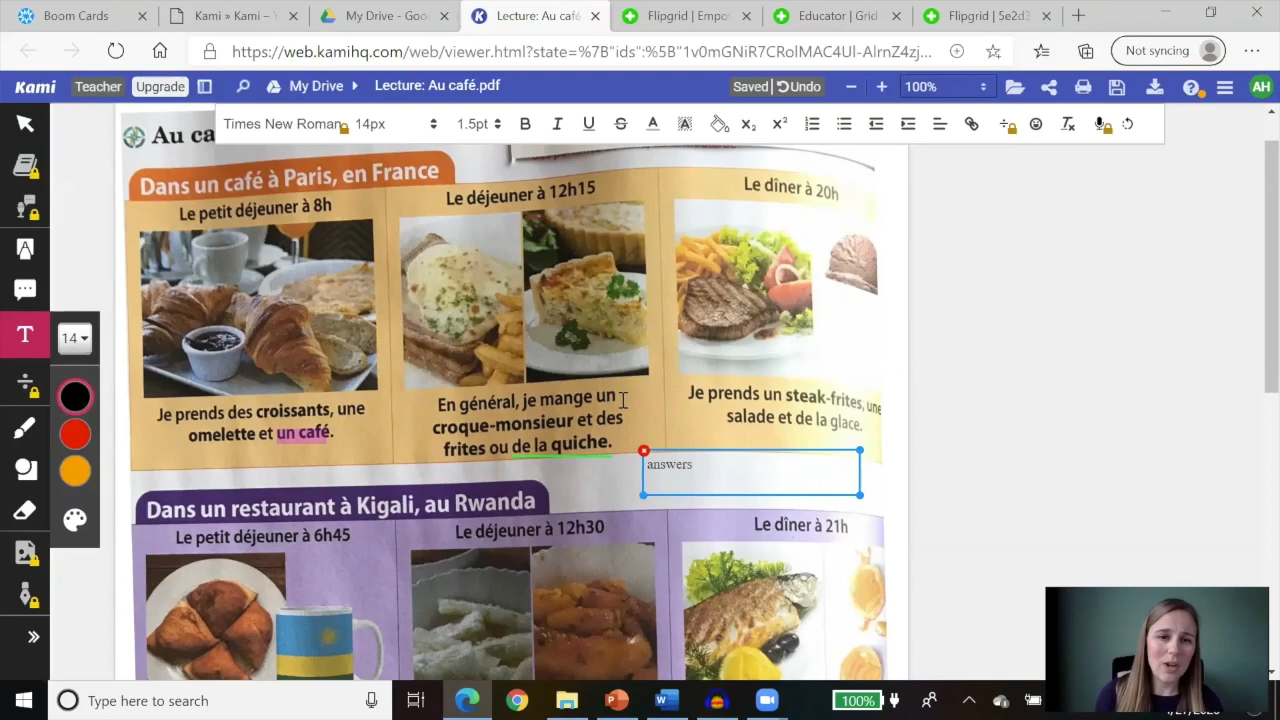 Boom Cards
Kami » Kami –
My Drive - Goo
Lecture: Au café
Flipgrid | Empo
Educator | Grid
Flipgrid | 5e2d3
https://web.kamihq.com/web/viewer.html?state=%7B"ids":%5B"1v0mGNiR7CRolMAC4Ul-AlrnZ4zj...
Not syncing
Kami
Teacher
Upgrade
My Drive
Lecture: Au café.pdf
Saved
Undo
100%
AH
Au ca
Times New Roman
14px
1.5pt
B I U S A A X₂ X²
Dans un café à Paris, en France
Le petit déjeuner à 8h
Le déjeuner à 12h15
Le dîner à 20h
T
14
Je prends des croissants, une
omelette et un café.
En général, je mange un
croque-monsieur et des
frites ou de la quiche.
Je prends un steak-frites, une
salade et de la glace.
answers
Dans un restaurant à Kigali, au Rwanda
Le petit déjeuner à 6h45
Le déjeuner à 12h30
Le dîner à 21h
Type here to search
100%